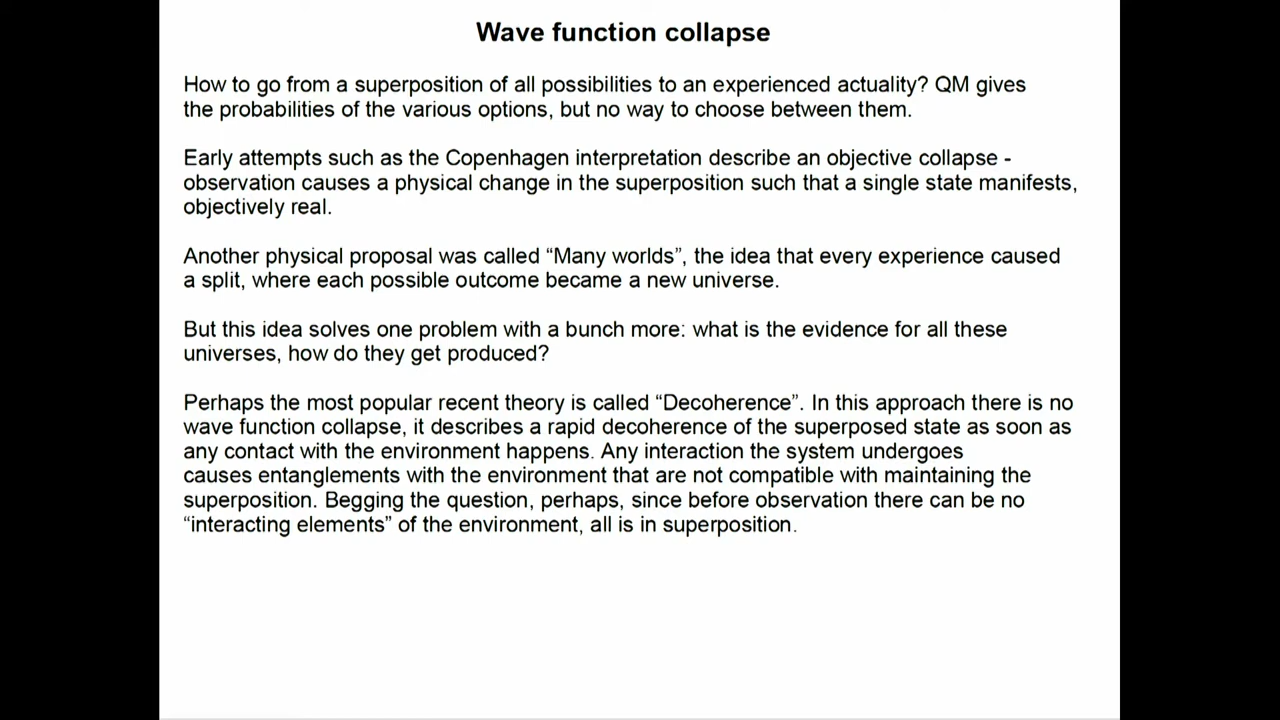 Wave function collapse
How to go from a superposition of all possibilities to an experienced actuality? QM gives
the probabilities of the various options, but no way to choose between them.
Early attempts such as the Copenhagen interpretation describe an objective collapse -
observation causes a physical change in the superposition such that a single state manifests,
objectively real.
Another physical proposal was called “Many worlds”, the idea that every experience caused
a split, where each possible outcome became a new universe.
But this idea solves one problem with a bunch more: what is the evidence for all these
universes, how do they get produced?
Perhaps the most popular recent theory is called “Decoherence”. In this approach there is no
wave function collapse, it describes a rapid decoherence of the superposed state as soon as
any contact with the environment happens. Any interaction the system undergoes
causes entanglements with the environment that are not compatible with maintaining the
superposition. Begging the question, perhaps, since before observation there can be no
“interacting elements” of the environment, all is in superposition.